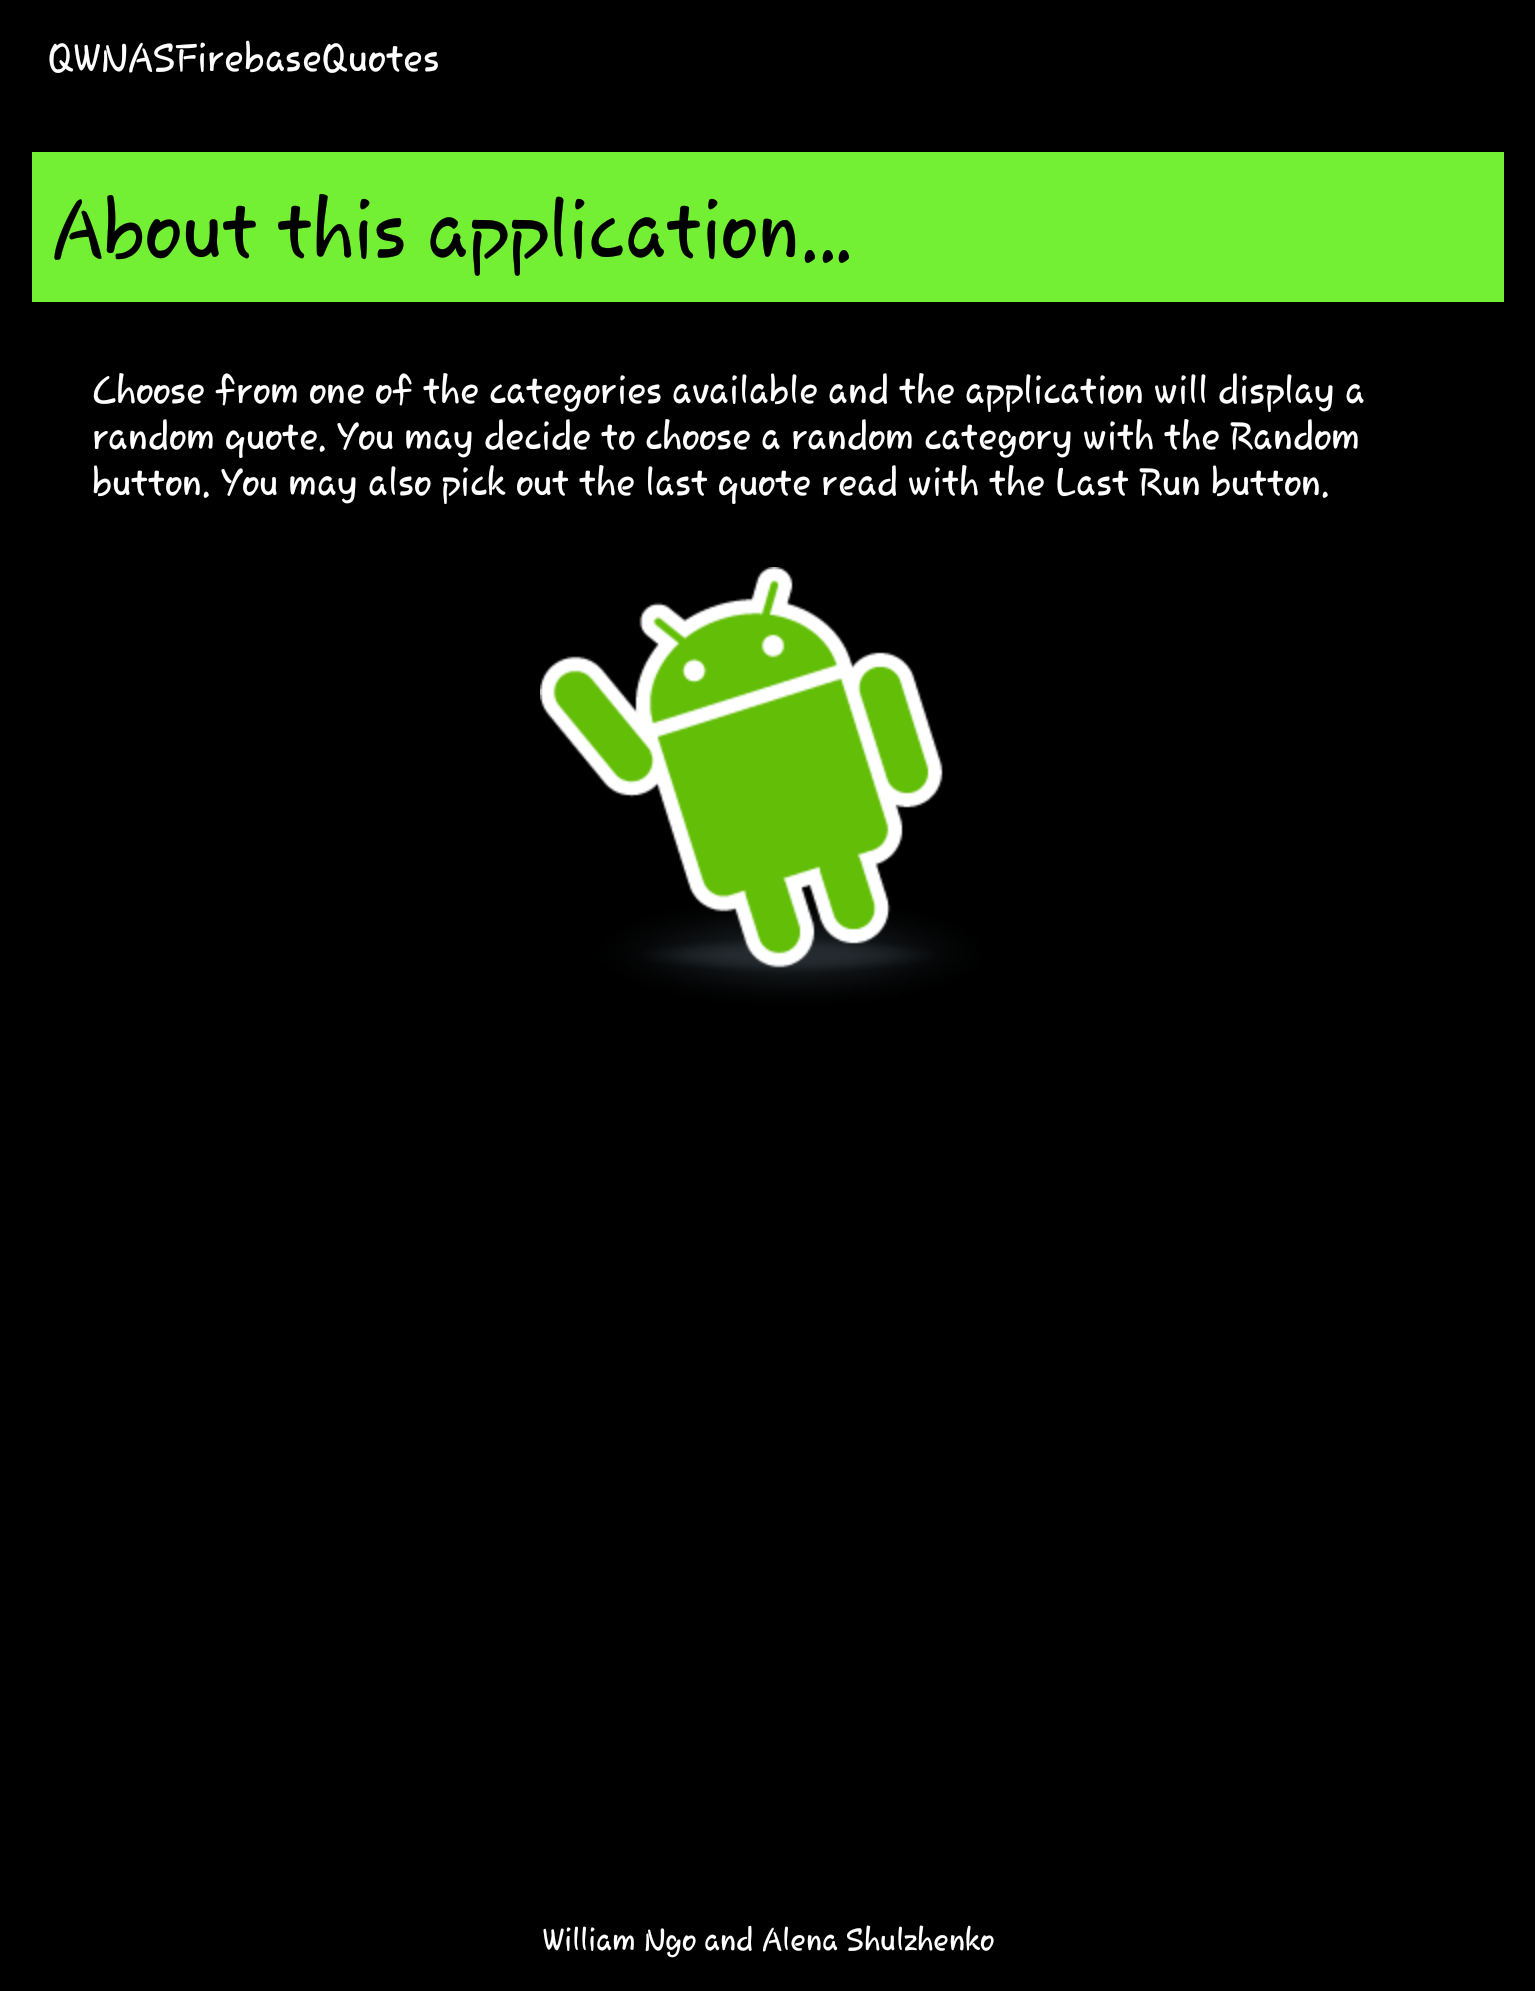 QWNASFirebaseQuotes
About this application...
Choose from one of the categories available and the application will display a
random quote. You may decide to choose a random category with the Random
button. You may also pick out the last quote read with the Last Run button.
William Ngo and Alena Shulzhenko